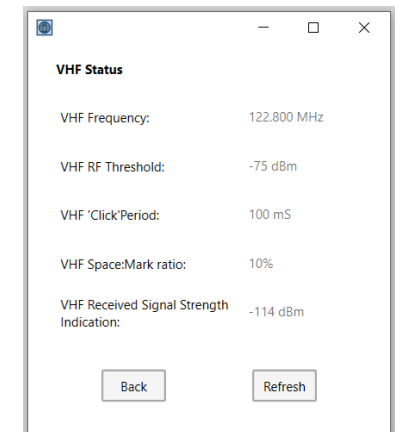 VHF Status
VHF Frequency: 122.800 MHz
VHF RF Threshold: -75 dBm
VHF 'Click'Period: 100 mS
VHF Space:Mark ratio: 10%
VHF Received Signal Strength
Indication: -114 dBm
Back Refresh